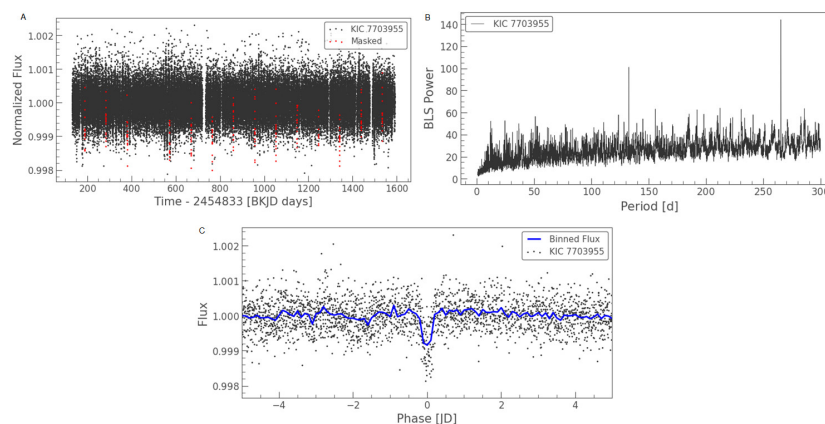 A
KIC 7703955
Masked
1.002
1.001
1.000
0.999
0.998
Normalized Flux
200
400
600
800
1000
1200
1400
1600
Time - 2454833 [BKJD days]
B
KIC 7703955
140
120
100
80
60
40
20
0
BLS Power
0
50
100
150
200
250
300
Period [d]
C
Binned Flux
KIC 7703955
1.002
1.001
1.000
0.999
0.998
Flux
−4
−2
0
2
4
Phase [JD]